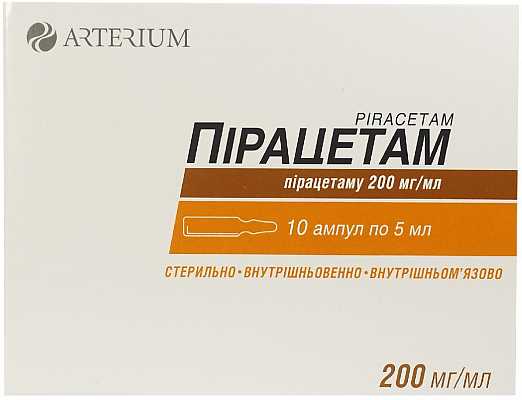 ARTERIUM
PIRACETAM
ПІРАЦЕТАМ
пірацетаму 200 мг/мл
10 ампул по 5 мл
СТЕРИЛЬНО • ВНУТРІШНЬОВЕННО • ВНУТРІШНЬОМ'ЯЗОВО
200 мг/мл